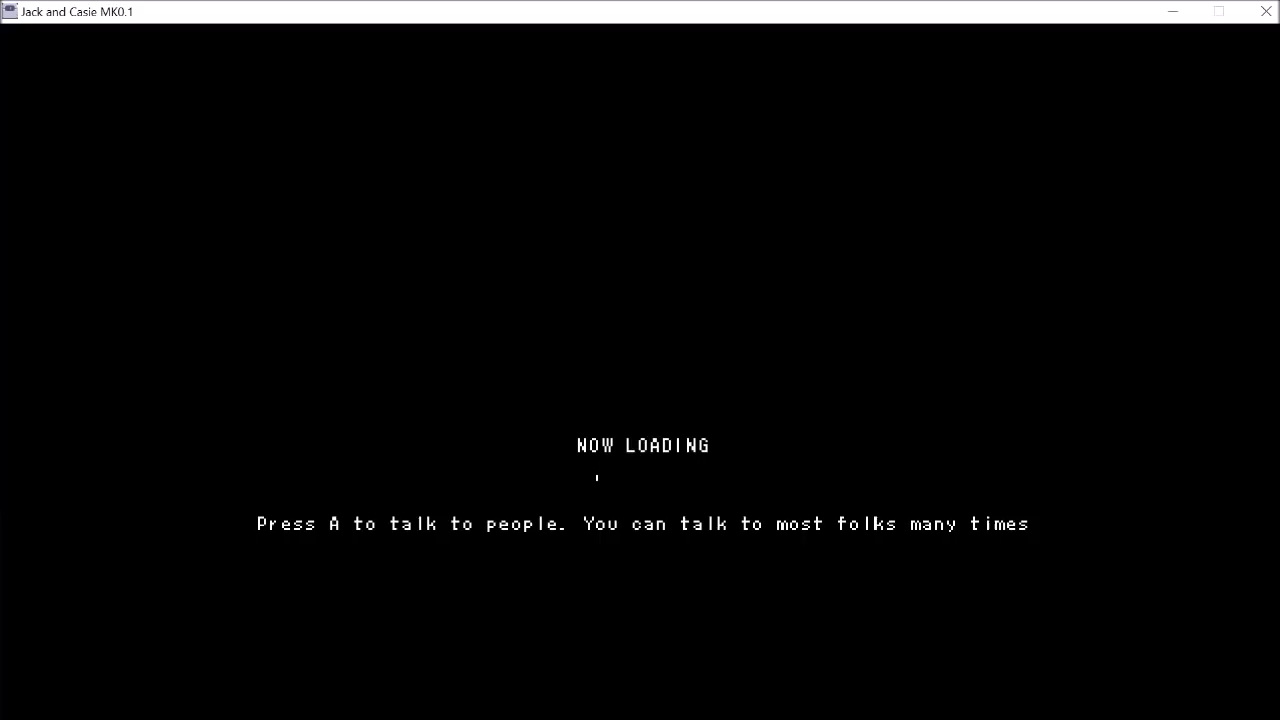 Jack and Casie MK0.1
NOW LOADING
Press A to talk to people. You can talk to most folks many times